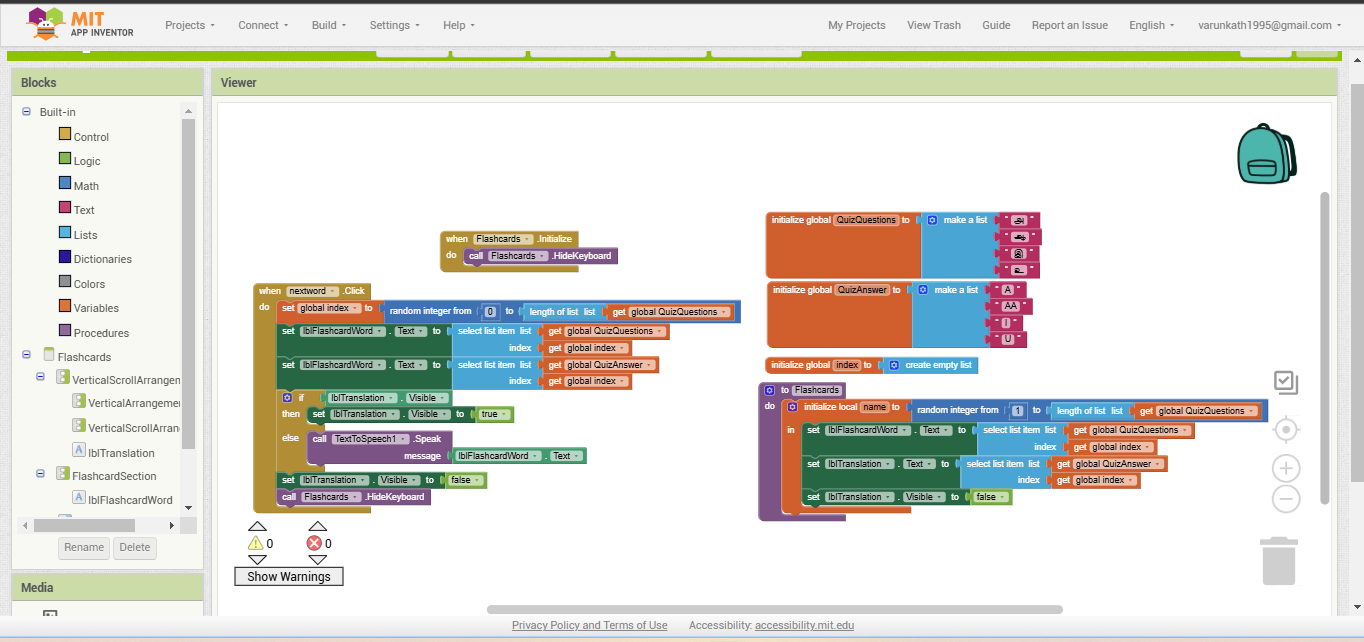 MIT
APP INVENTOR
Projects
Connect
Build
Settings
Help
My Projects
View Trash
Guide
Report an Issue
English
varunkath1995@gmail.com
Blocks
Viewer
Built-in
Control
Logic
Math
Text
Lists
Dictionaries
Colors
Variables
Procedures
Flashcards
VerticalScrollArrangen
VerticalArrangeme
VerticalScrollArran
lblTranslation
FlashcardSection
lblFlashcardWord
Rename
Delete
Media
when Flashcards .Initialize
do call Flashcards .HideKeyboard
when nextword .Click
do set global index to random integer from 0 to length of list list get global QuizQuestions
set lblFlashcardWord . Text to select list item list get global QuizQuestions
index get global index
set lblFlashcardWord . Text to select list item list get global QuizAnswer
index get global index
if lblTranslation . Visible
then set lblTranslation . Visible to true
else call TextToSpeech1 .Speak
message lblFlashcardWord . Text
set lblTranslation . Visible to false
call Flashcards .HideKeyboard
0
0
Show Warnings
initialize global QuizQuestions to make a list
initialize global QuizAnswer to make a list " A "
" AA "
" I "
" U "
initialize global index to create empty list
to Flashcards
do initialize local name to random integer from 1 to length of list list get global QuizQuestions
in set lblFlashcardWord . Text to select list item list get global QuizQuestions
index get global index
set lblTranslation . Text to select list item list get global QuizAnswer
index get global index
set lblTranslation . Visible to false
Privacy Policy and Terms of Use
Accessibility: accessibility.mit.edu